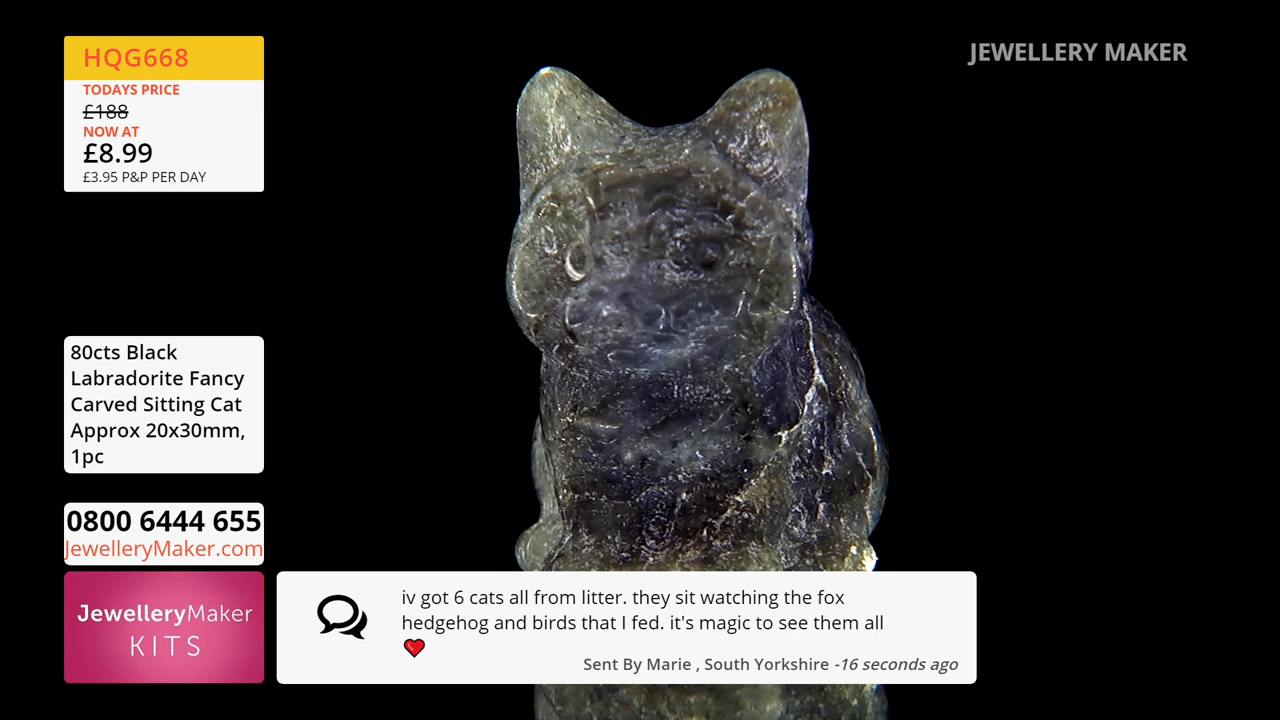 HQG668
TODAYS PRICE
£188
NOW AT
£8.99
£3.95 P&P PER DAY
JEWELLERY MAKER
80cts Black
Labradorite Fancy
Carved Sitting Cat
Approx 20x30mm,
1pc
0800 6444 655
JewelleryMaker.com
JewelleryMaker
KITS
iv got 6 cats all from litter. they sit watching the fox
hedgehog and birds that I fed. it's magic to see them all
❤️
Sent By Marie , South Yorkshire -16 seconds ago